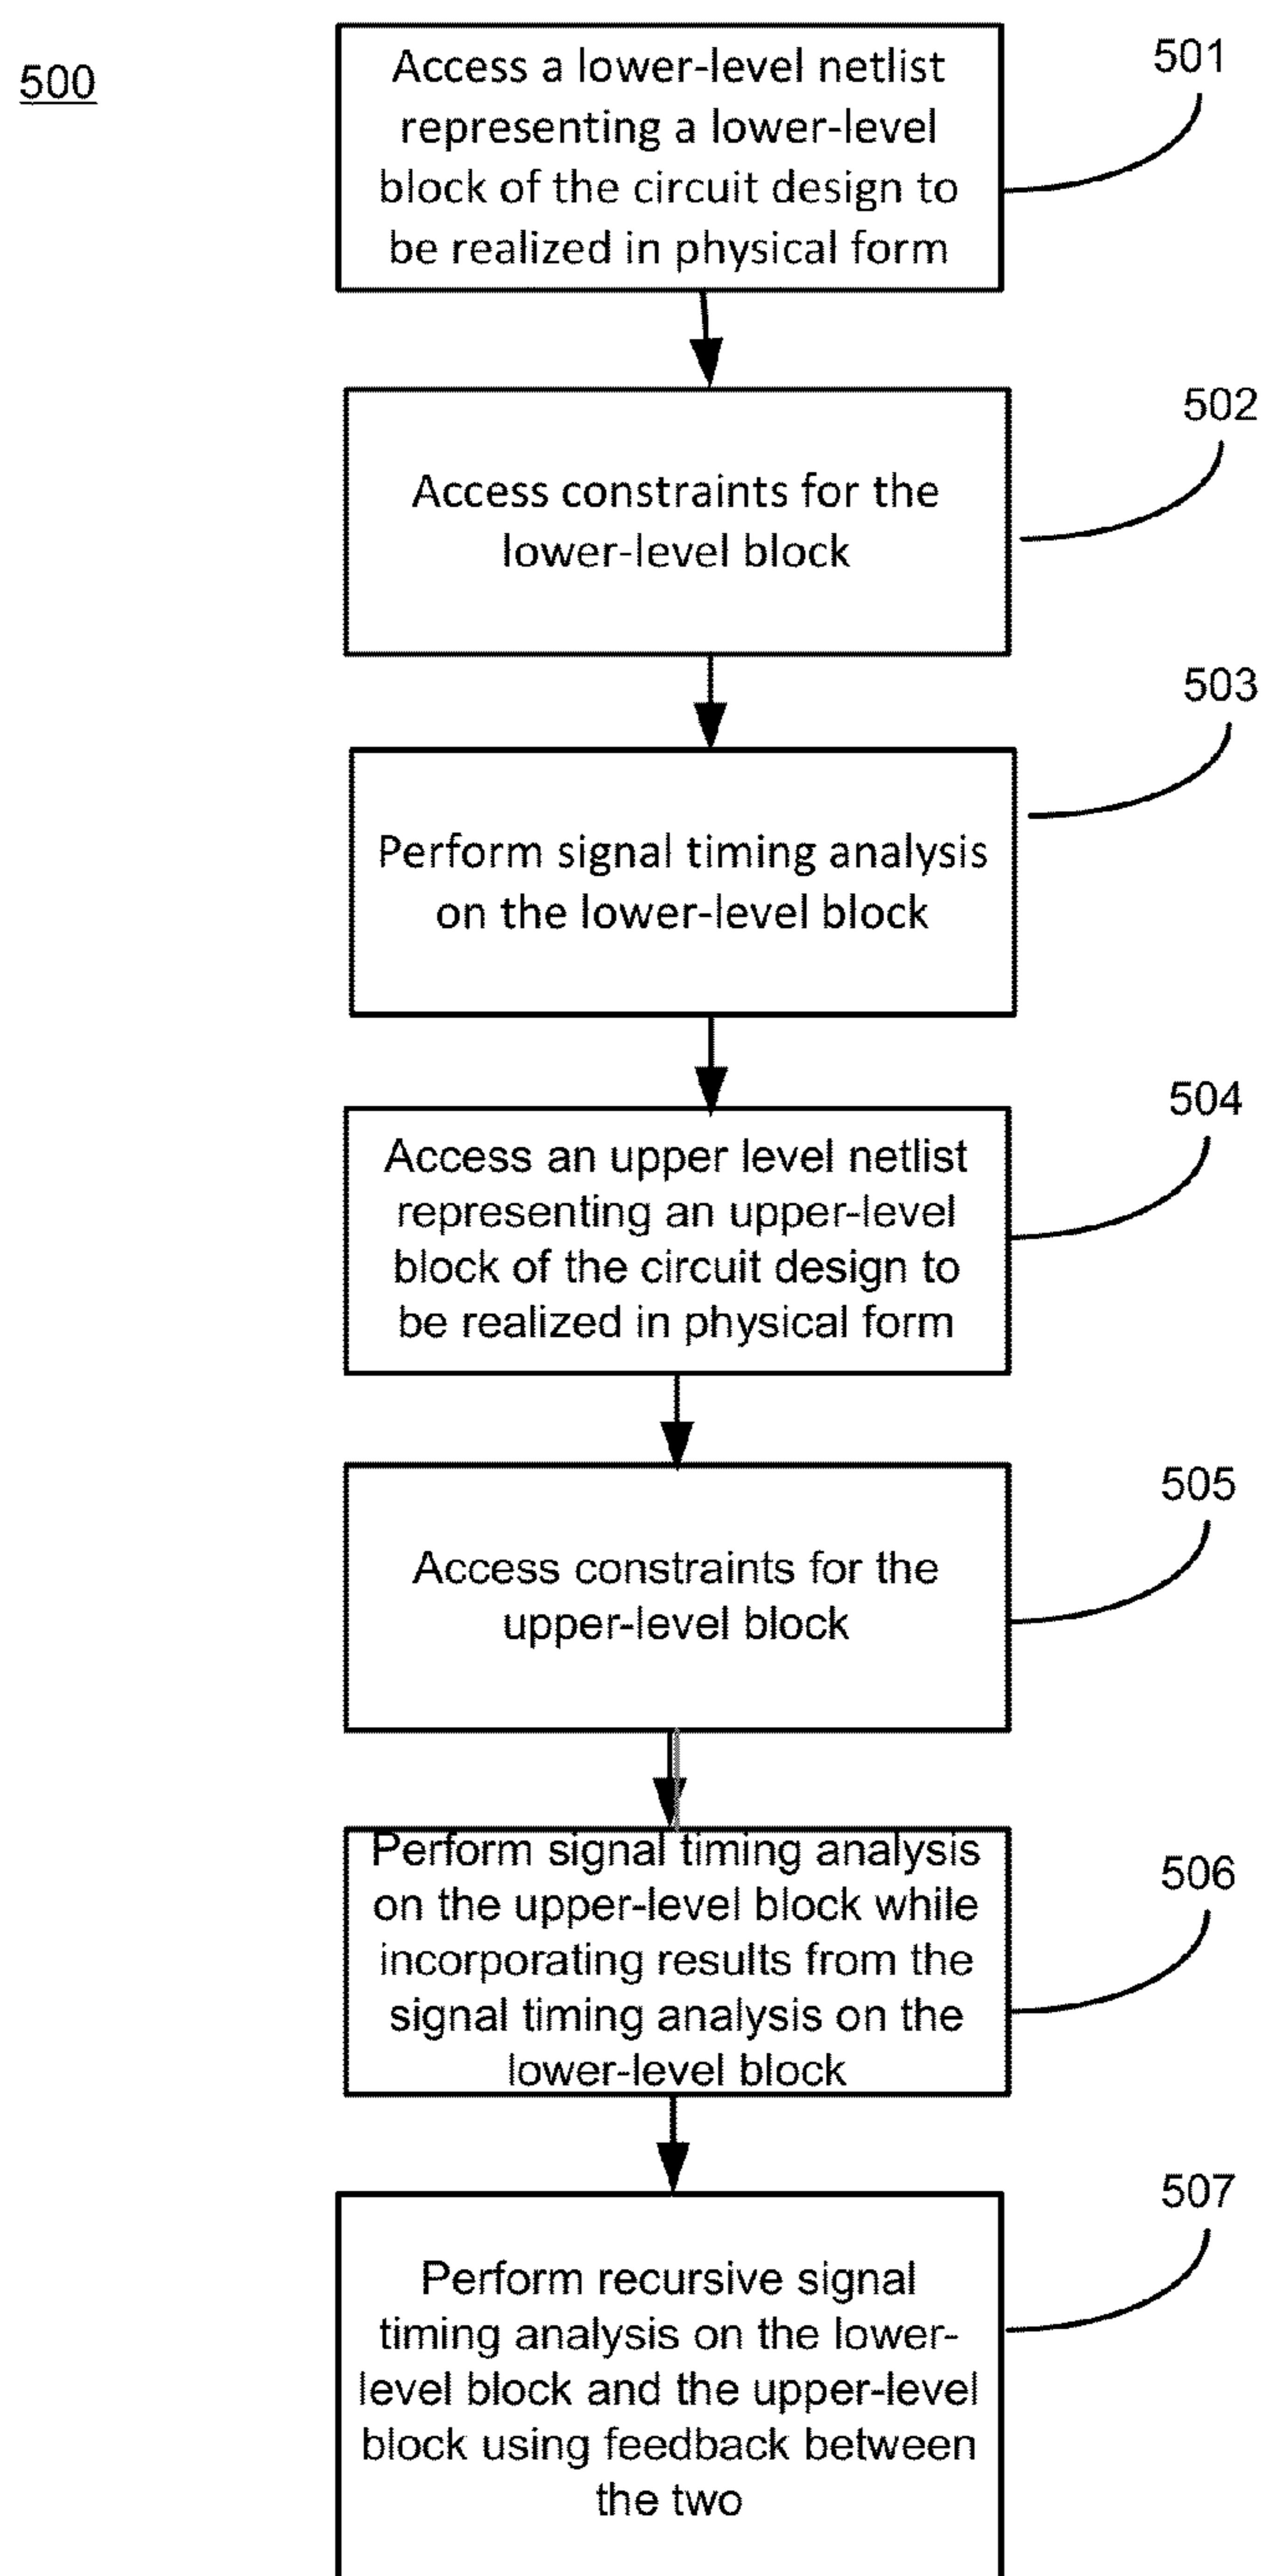 500
Access a lower-level netlist
representing a lower-level
block of the circuit design to
be realized in physical form
501
Access constraints for the
lower-level block
502
Perform signal timing analysis
on the lower-level block
503
Access an upper level netlist
representing an upper-level
block of the circuit design to
be realized in physical form
504
Access constraints for the
upper-level block
505
Perform signal timing analysis
on the upper-level block while
incorporating results from the
signal timing analysis on the
lower-level block
506
Perform recursive signal
timing analysis on the lower-
level block and the upper-level
block using feedback between
the two
507